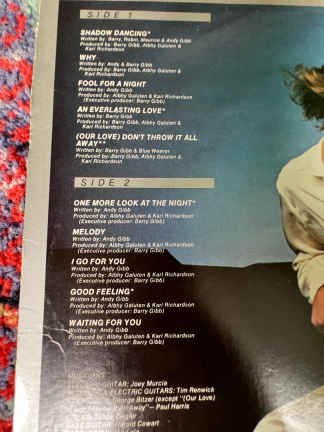 SIDE 1
SHADOW DANCING*
Written by: Barry, Robin, Maurice & Andy Gibb
Produced by: Barry Gibb, Albhy Galuten &
Karl Richardson
WHY
Written by: Andy & Barry Gibb
Produced by: Barry Gibb, Albhy Galuten &
Karl Richardson
FOOL FOR A NIGHT
Written by: Andy Gibb
Produced by: Albhy Galuten & Karl Richardson
(Executive producer: Barry Gibb)
AN EVERLASTING LOVE*
Written by: Barry Gibb
Produced by: Barry Gibb, Albhy Galuten &
Karl Richardson
(OUR LOVE) DON'T THROW IT ALL
AWAY**
Written by: Barry Gibb & Blue Weaver
Produced by: Barry Gibb, Albhy Galuten &
Karl Richardson
SIDE 2
ONE MORE LOOK AT THE NIGHT*
Written by: Andy Gibb
Produced by: Albhy Galuten & Karl Richardson
(Executive producer: Barry Gibb)
MELODY
Written by: Andy Gibb
Produced by: Albhy Galuten & Karl Richardson
(Executive producer: Barry Gibb)
I GO FOR YOU
Written by: Andy Gibb
Produced by: Albhy Galuten & Karl Richardson
(Executive producer: Barry Gibb)
GOOD FEELING*
Written by: Andy Gibb
Produced by: Albhy Galuten & Karl Richardson
(Executive producer: Barry Gibb)
WAITING FOR YOU
Written by: Andy Gibb
Produced by: Albhy Galuten & Karl Richardson
(Executive producer: Barry Gibb)
GUITAR: Joey Murcia
ELECTRIC GUITARS: Tim Renwick
George Bitzer (except "(Our Love)
Away" — Paul Harris
Cowart